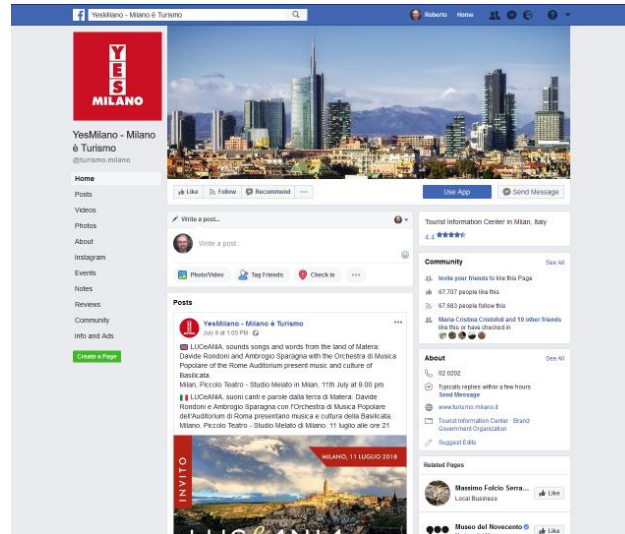 YesMilano - Milano è Turismo
Roberto Home
YES
MILANO
YesMilano - Milano
è Turismo
@turismo.milano
Home
Posts
Videos
Photos
About
Instagram
Events
Notes
Reviews
Community
Info and Ads
Create a Page
Like Follow Recommend
Use App
Send Message
Write a post...
Write a post...
Photo/Video Tag Friends Check in
Posts
YesMilano - Milano è Turismo
July 9 at 1:00 PM
LUCeANIA, sounds songs and words from the land of Matera:
Davide Rondoni and Ambrogio Sparagna with the Orchestra di Musica
Popolare of the Auditorium of Rome present music and culture of
Basilicata.
Milan, Piccolo Teatro - Studio Melato in Milan, 11th July at 9.00 pm
LUCeANIA, suoni canti e parole dalla terra di Matera: Davide
Rondoni e Ambrogio Sparagna con l'Orchestra di Musica Popolare
dell'Auditorium di Roma presentano musica e cultura della Basilicata.
Milano, Piccolo Teatro - Studio Melato di Milano, 11 luglio alle ore 21
INVITO
MILANO, 11 LUGLIO 2018
LUCeANIA
Tourist Information Center in Milan, Italy
4.4
Community See All
Invite your friends to like this Page
67,707 people like this
67,683 people follow this
Maria Cristina Cristofoli and 19 other friends
like this or have checked in
About See All
02 0202
Typically replies within a few hours
Send Message
www.turismo.milano.it
Tourist Information Center · Brand ·
Government Organization
Suggest Edits
Related Pages
Massimo Folcio Serra...
Local Business
Like
Museo del Novecento
Like